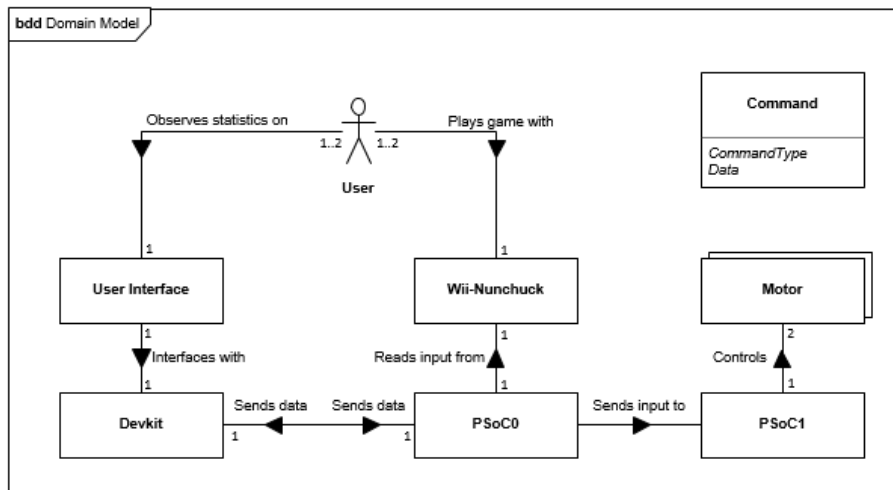 bdd Domain Model
Observes statistics on
Plays game with
1..2
1..2
User
Command
CommandType
Data
1
1
User Interface
Wii-Nunchuck
Motor
1
1
2
Interfaces with
Reads input from
Controls
1
1
1
Devkit
Sends data
Sends data
PSoC0
Sends input to
PSoC1
1
1